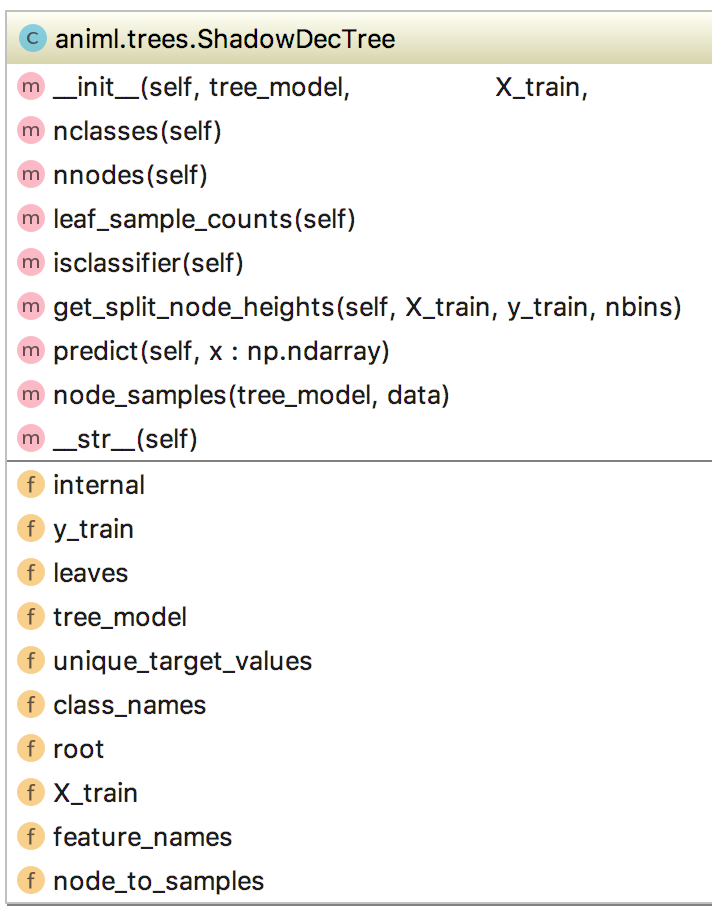 C animl.trees.ShadowDecTree
m __init__(self, tree_model, X_train,
m nclasses(self)
m nnodes(self)
m leaf_sample_counts(self)
m isclassifier(self)
m get_split_node_heights(self, X_train, y_train, nbins)
m predict(self, x : np.ndarray)
m node_samples(tree_model, data)
m __str__(self)
f internal
f y_train
f leaves
f tree_model
f unique_target_values
f class_names
f root
f X_train
f feature_names
f node_to_samples